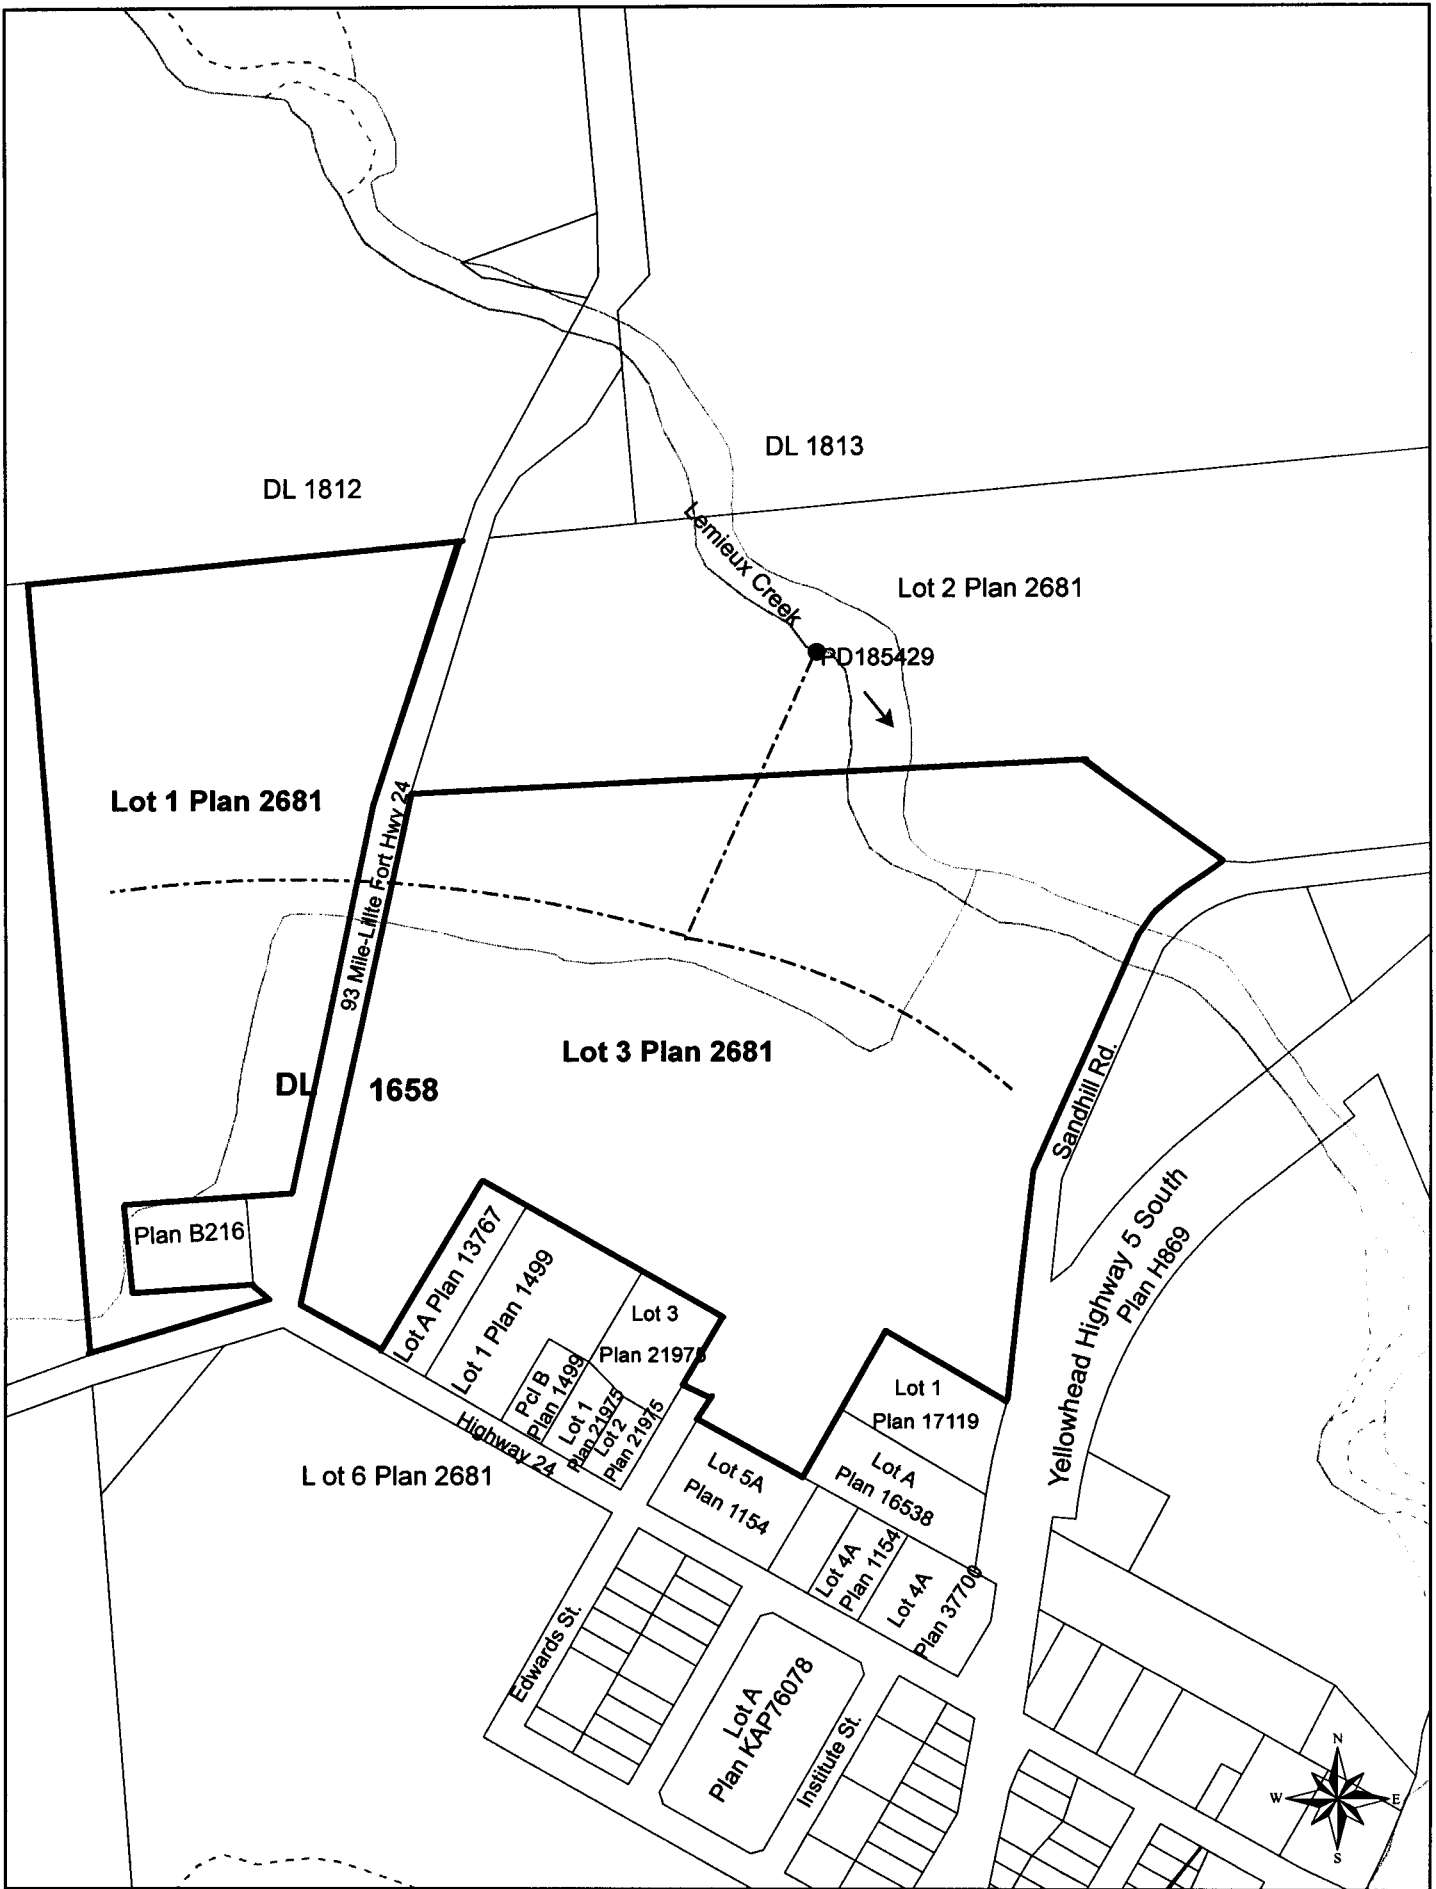 DL 1813
DL 1812
Lemieux Creek
Lot 2 Plan 2681
PD185429
Lot 1 Plan 2681
93 Mile-Lillte Fort Hwy 24
Lot 3 Plan 2681
DL 1658
Sandhill Rd.
Yellowhead Highway 5 South
Plan H869
Plan B216
Lot A Plan 13767
Lot 1 Plan 1499
Lot 3
Plan 21975
Pcl B
Plan 1499
Lot 1
Plan 21975
Lot 2
Plan 21975
Lot 1
Plan 17119
Highway 24
Lot A
Plan 16538
Lot 5A
Plan 1154
L ot 6 Plan 2681
Lot 4A
Plan 1154
Lot 4A
Plan 37700
Edwards St.
Lot A
Plan KAP76078
Institute St.
N
W E
S